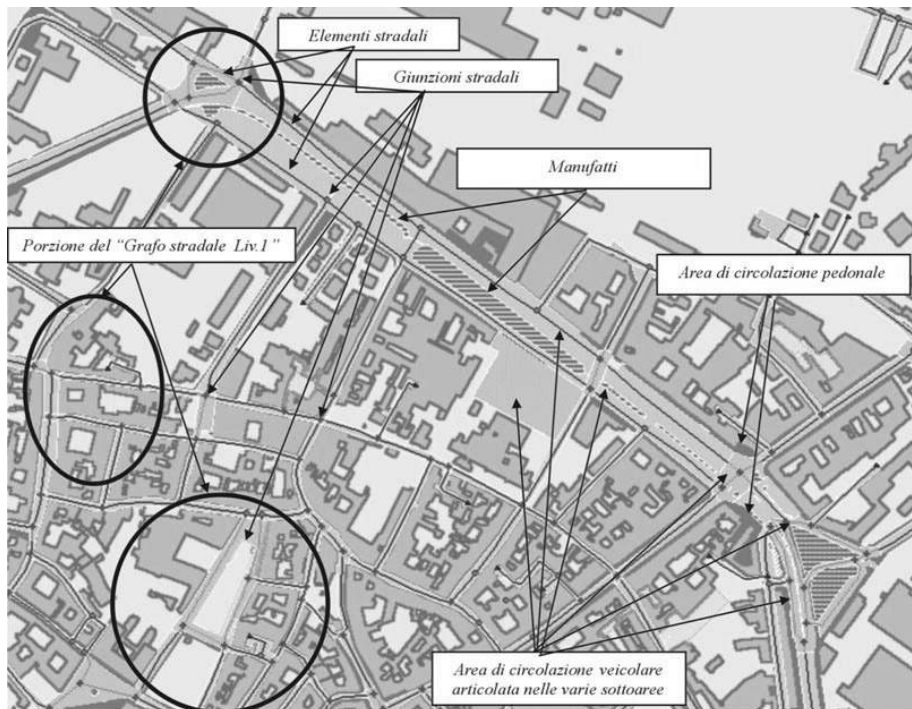 Elementi stradali
Giunzioni stradali
Manufatti
Porzione del “Grafo stradale Liv.1”
Area di circolazione pedonale
Area di circolazione veicolare
articolata nelle varie sottoaree